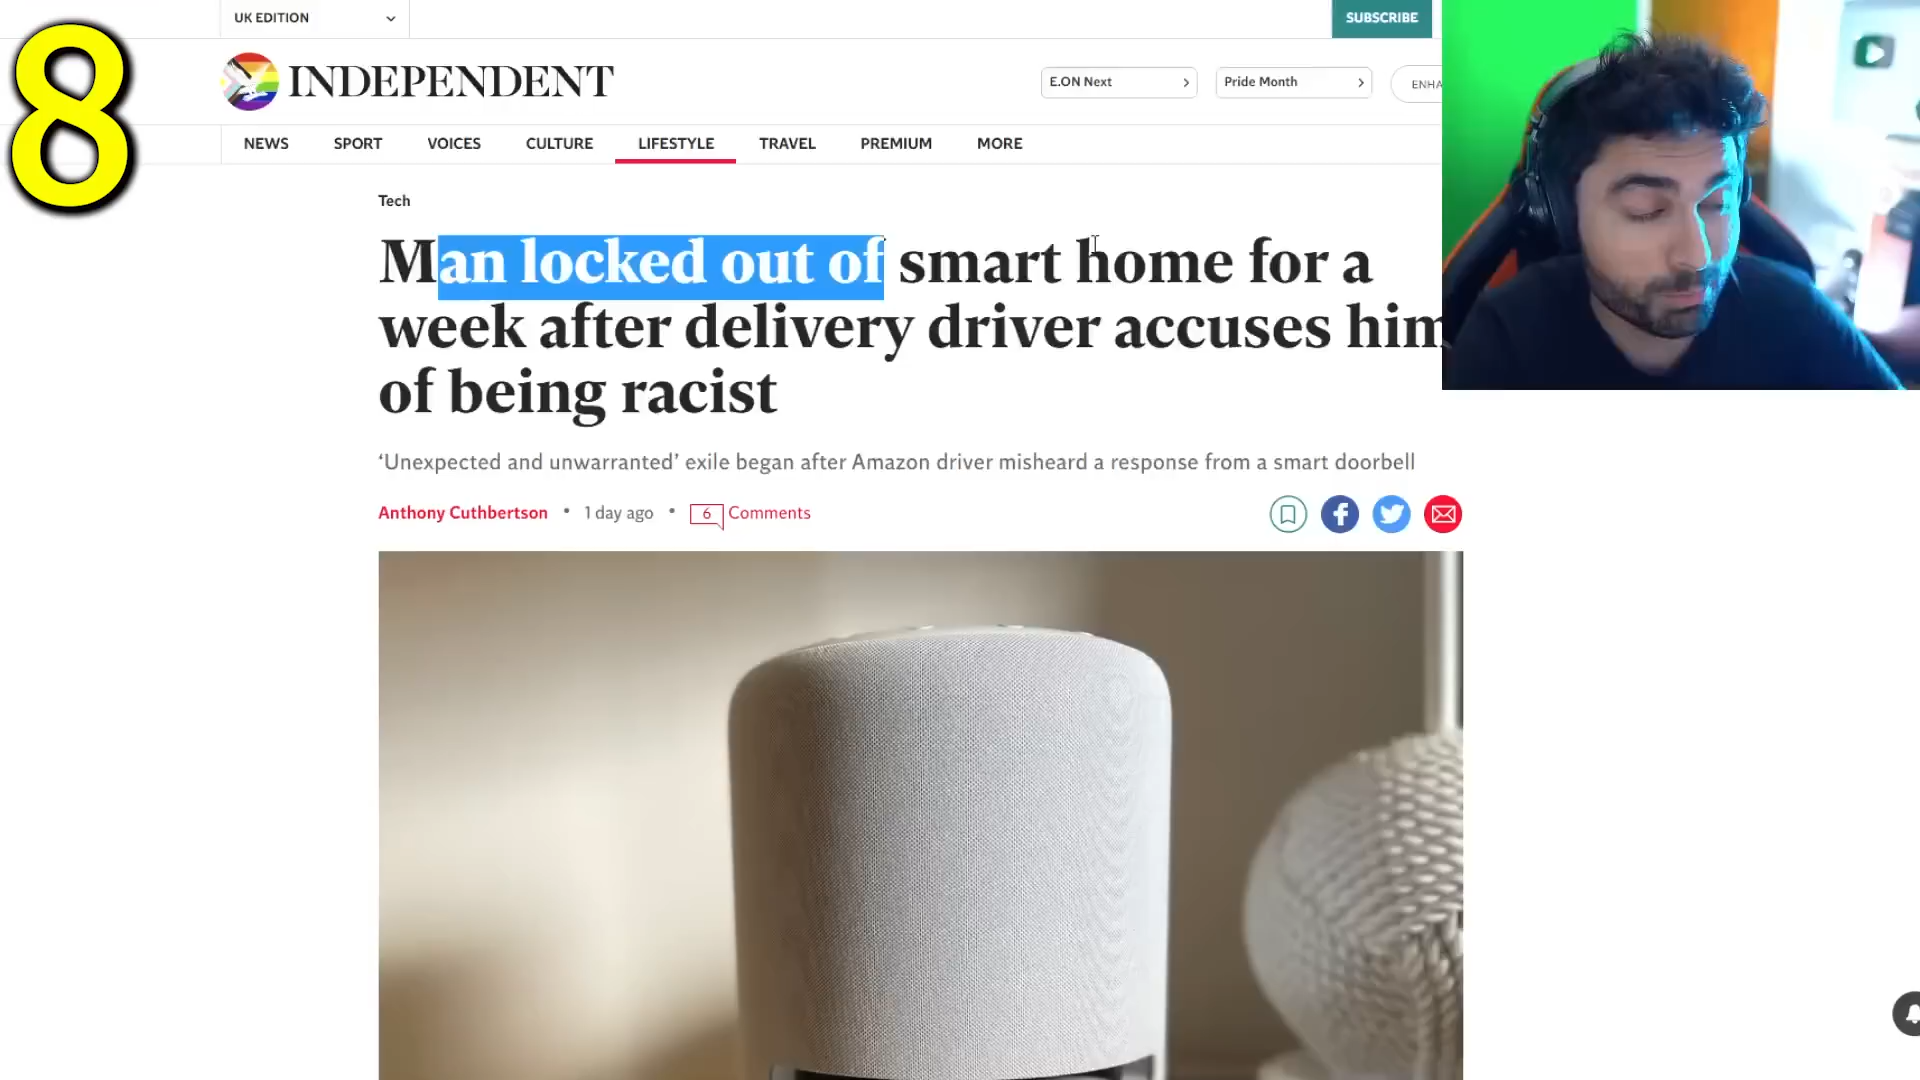 8
UK EDITION
SUBSCRIBE
INDEPENDENT
E.ON Next
Pride Month
ENHA
NEWS SPORT VOICES CULTURE LIFESTYLE TRAVEL PREMIUM MORE
Tech
Man locked out of smart home for a
week after delivery driver accuses him
of being racist
‘Unexpected and unwarranted’ exile began after Amazon driver misheard a response from a smart doorbell
Anthony Cuthbertson • 1 day ago • 6 Comments